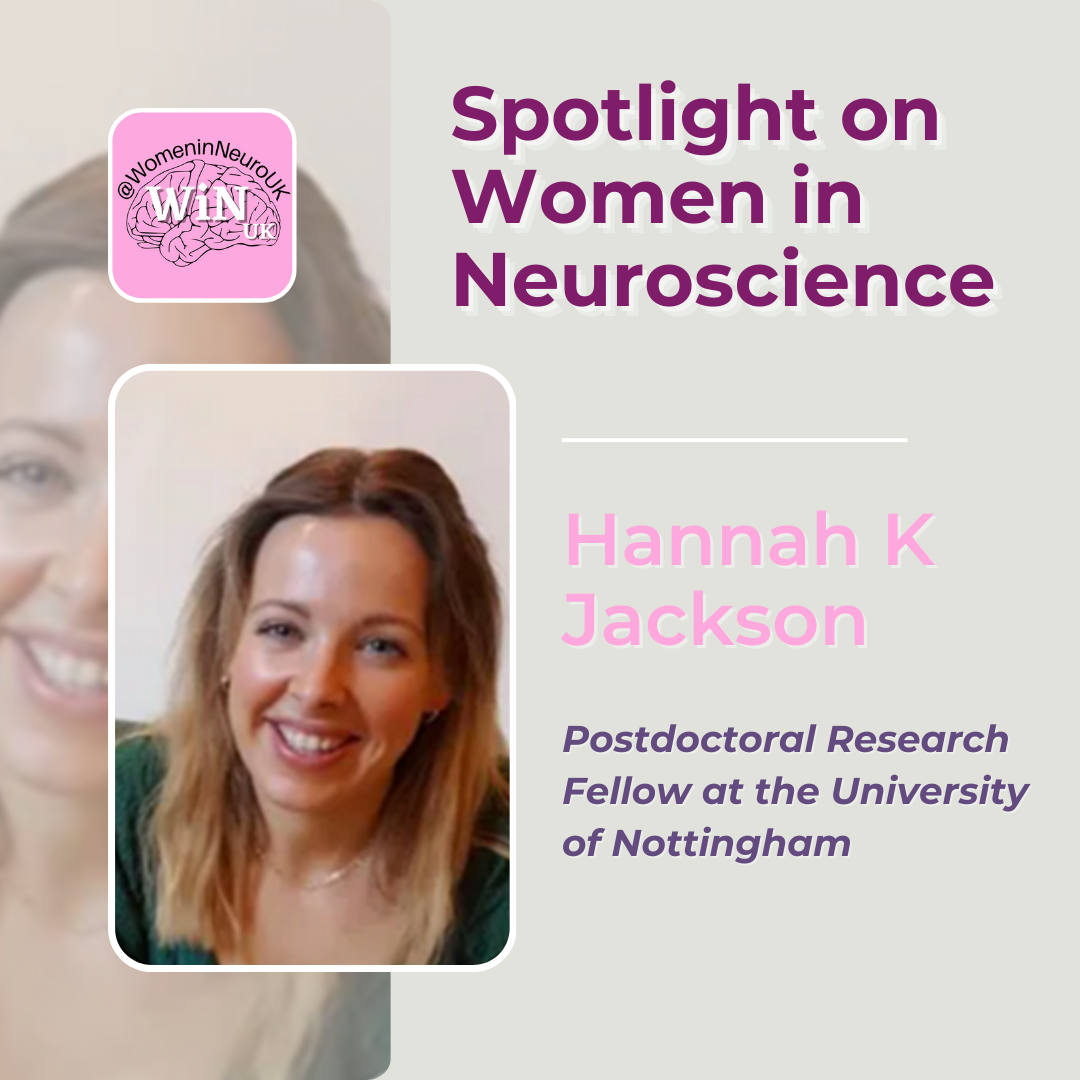 @WomeninNeuroUK
WiN
UK
Spotlight on
Women in
Neuroscience
Hannah K
Jackson
Postdoctoral Research
Fellow at the University
of Nottingham